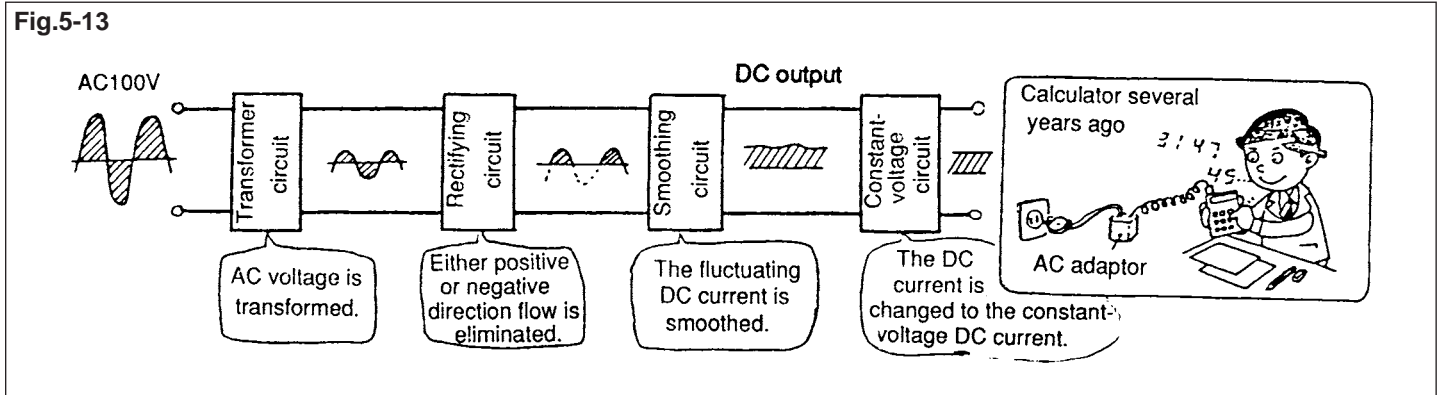 Fig.5-13
AC100V
DC output
Transformer
circuit
Rectifying
circuit
Smoothing
circuit
Constant-
voltage
circuit
AC voltage is
transformed.
Either positive
or negative
direction flow is
eliminated.
The fluctuating
DC current is
smoothed.
The DC
current is
changed to the constant-
voltage DC current.
Calculator several
years ago
3147
45...
AC adaptor